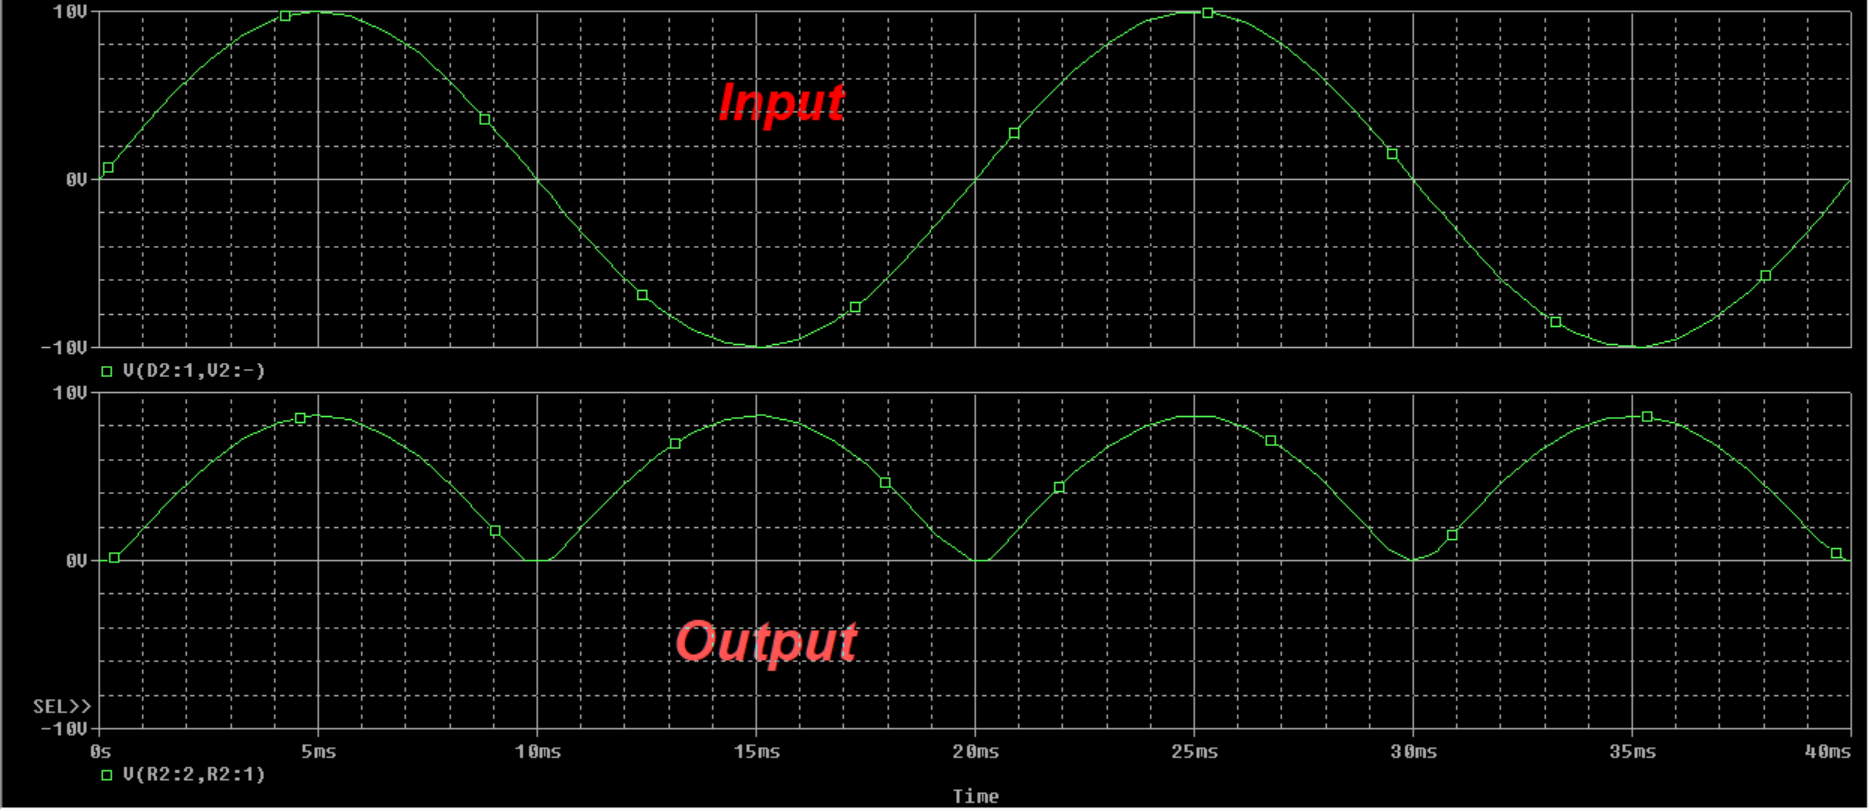 10V
Input
0V
-10V
V(D2:1,V2:-)
10V
0V
Output
SEL>>
-10V
0s 5ms 10ms 15ms 20ms 25ms 30ms 35ms 40ms
V(R2:2,R2:1)
Time